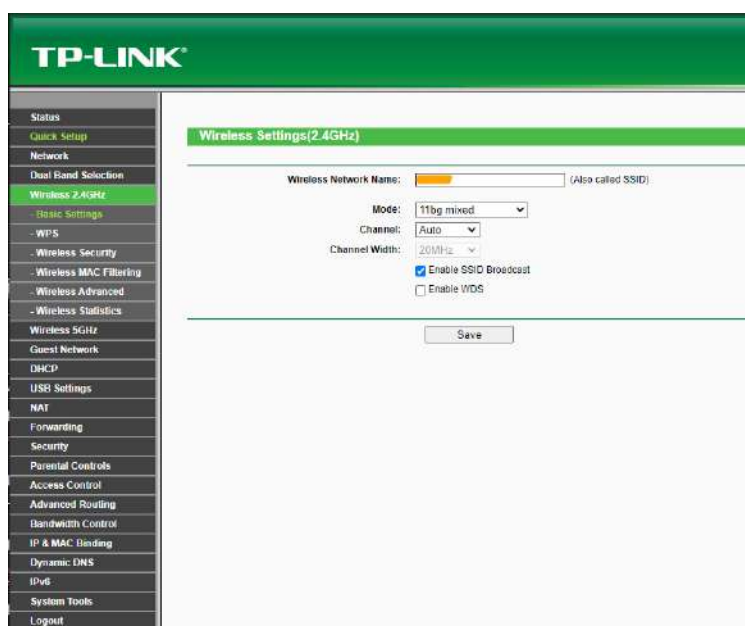 TP-LINK®
Status
Quick Setup
Network
Dual Band Selection
Wireless 2.4GHz
- Basic Settings
- WPS
- Wireless Security
- Wireless MAC Filtering
- Wireless Advanced
- Wireless Statistics
Wireless 5GHz
Guest Network
DHCP
USB Settings
NAT
Forwarding
Security
Parental Controls
Access Control
Advanced Routing
Bandwidth Control
IP & MAC Binding
Dynamic DNS
IPv6
System Tools
Logout
Wireless Settings(2.4GHz)
Wireless Network Name: (Also called SSID)
Mode: 11bg mixed
Channel: Auto
Channel Width: 20MHz
Enable SSID Broadcast
Enable WDS
Save